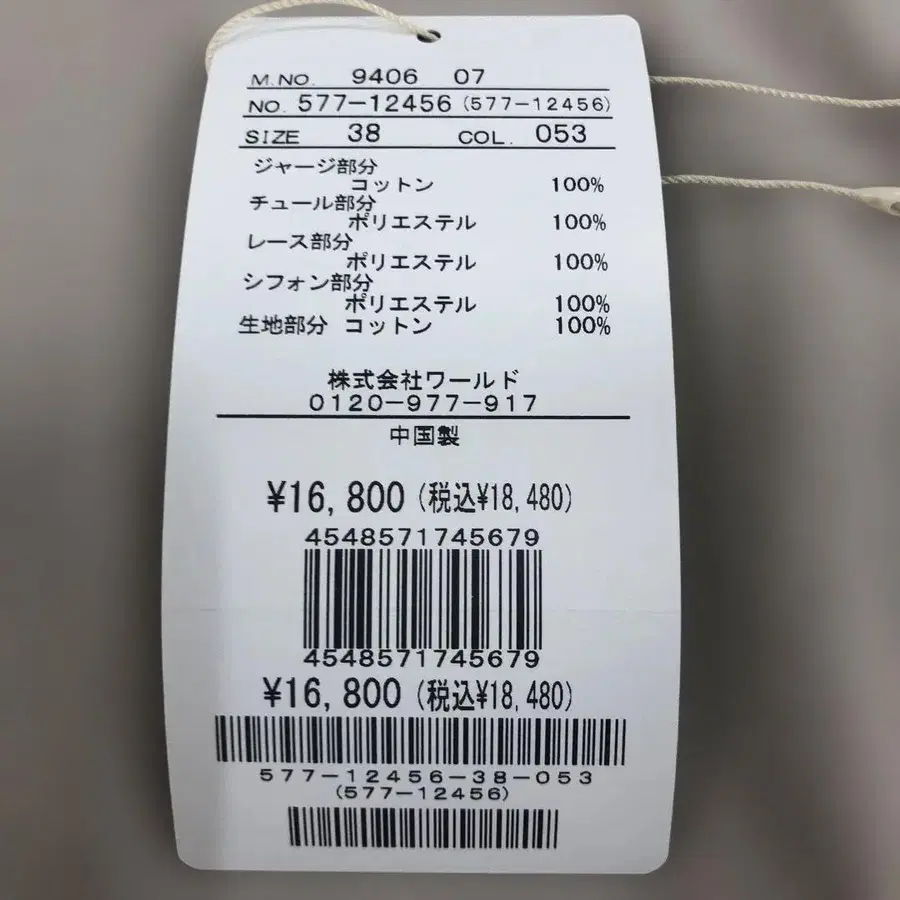 M.NO. 9406 07
NO. 577-12456 (577-12456)
SIZE 38 COL. 053
ジャージ部分
コットン 100%
チュール部分
ポリエステル 100%
レース部分
ポリエステル 100%
シフォン部分
ポリエステル 100%
生地部分 コットン 100%
株式会社ワールド
0120-977-917
中国製
¥16,800 (税込¥18,480)
4548571745679
4548571745679
¥16,800 (税込¥18,480)
577-12456-38-053
(577-12456)